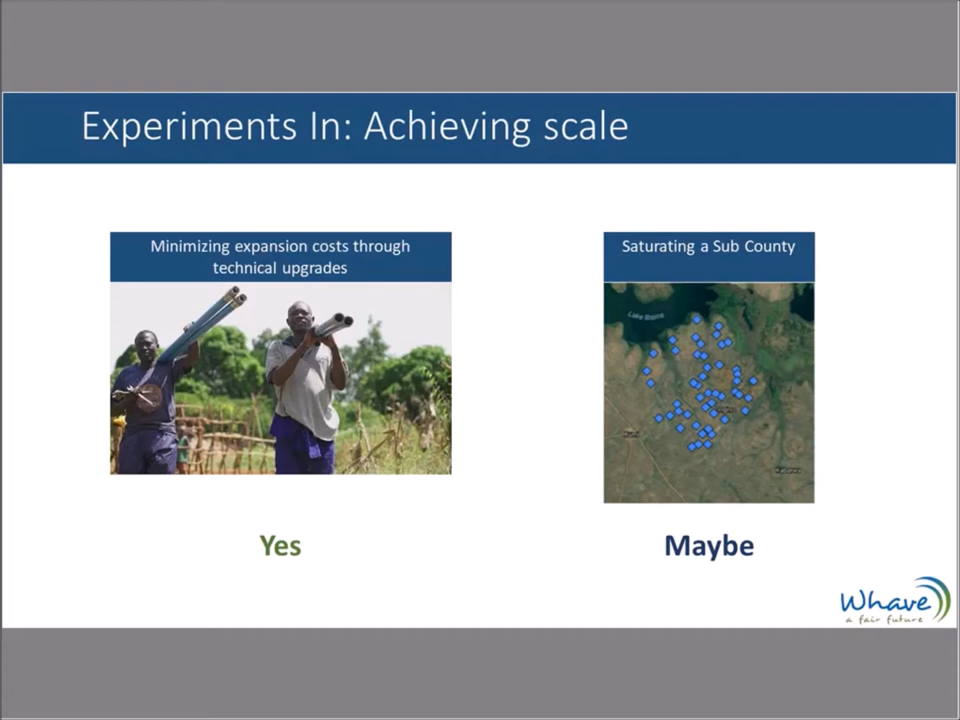 Experiments In: Achieving scale
Minimizing expansion costs through
technical upgrades
Saturating a Sub County
Yes
Maybe
Whave
a fair future